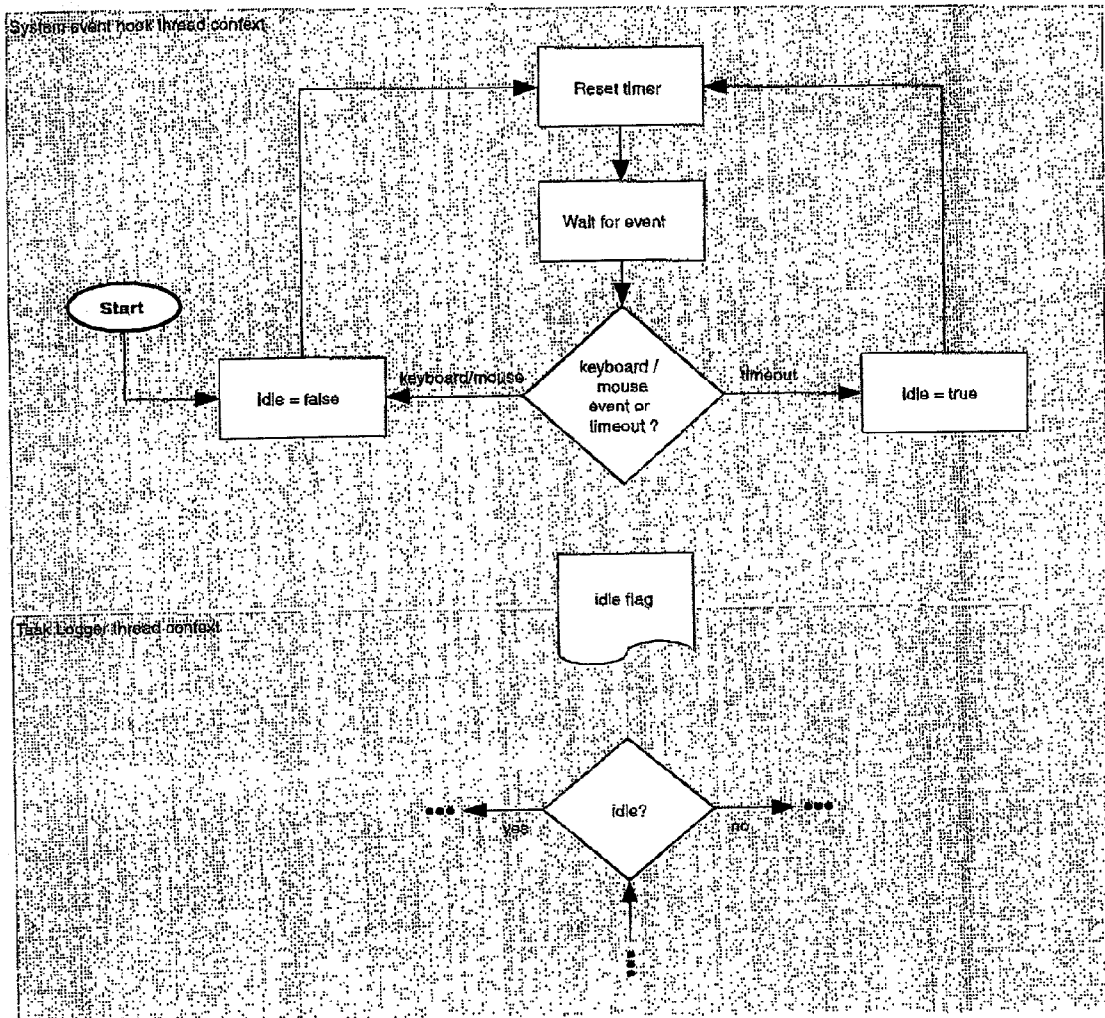 System event hook thread context
Reset timer
Wait for event
Start
keyboard/mouse
keyboard /
mouse
event or
timeout ?
timeout
idle = false
idle = true
idle flag
Task Logger thread context
idle?
yes
no